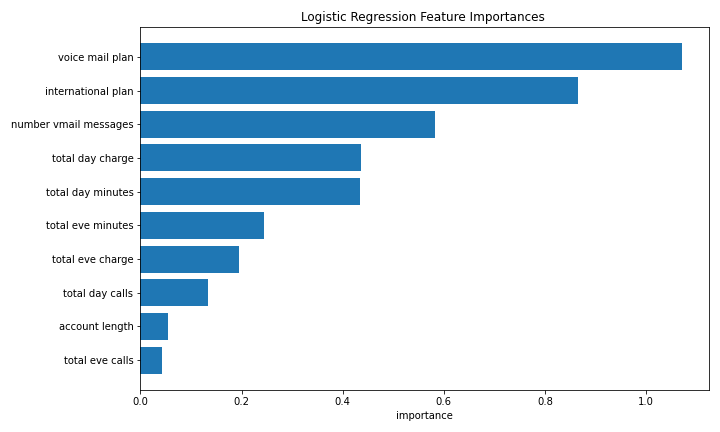 Logistic Regression Feature Importances
voice mail plan
international plan
number vmail messages
total day charge
total day minutes
total eve minutes
total eve charge
total day calls
account length
total eve calls
0.0 0.2 0.4 0.6 0.8 1.0
importance